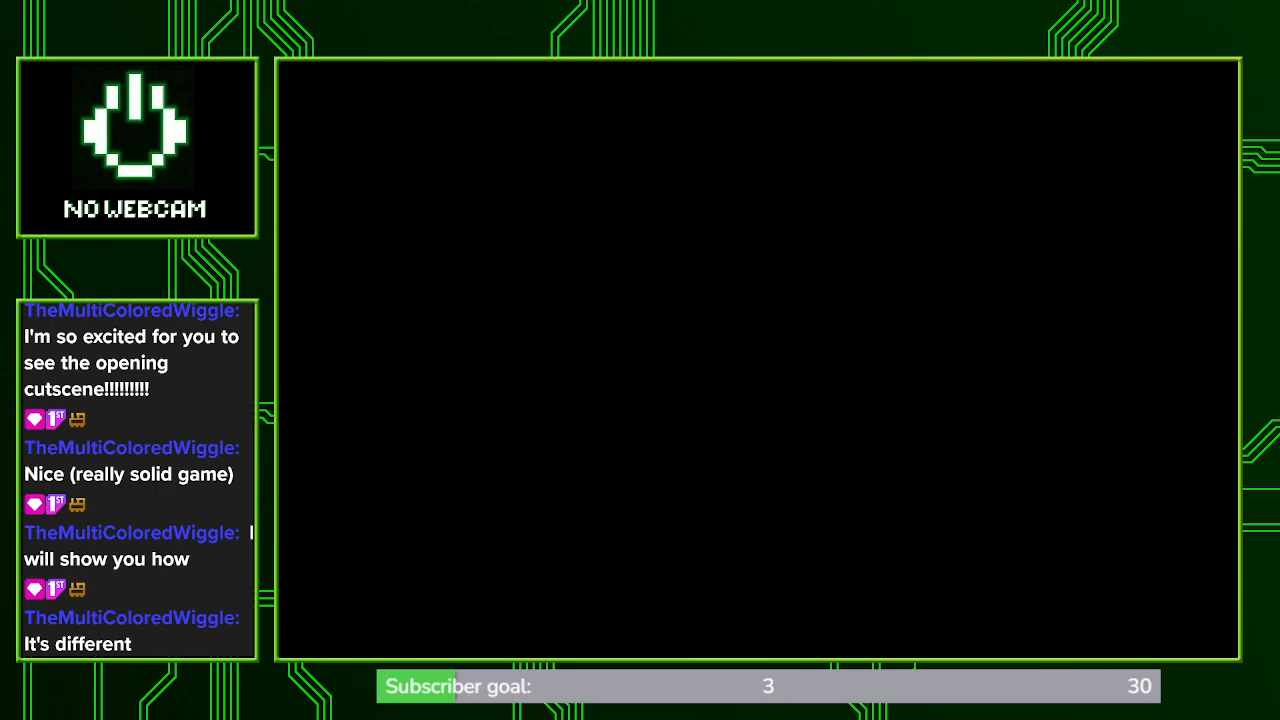 NO WEBCAM
TheMultiColoredWiggle:
I'm so excited for you to
see the opening
cutscene!!!!!!!!!
1ST
TheMultiColoredWiggle:
Nice (really solid game)
1ST
TheMultiColoredWiggle: I
will show you how
1ST
TheMultiColoredWiggle:
It's different
Subscriber goal: 3 30